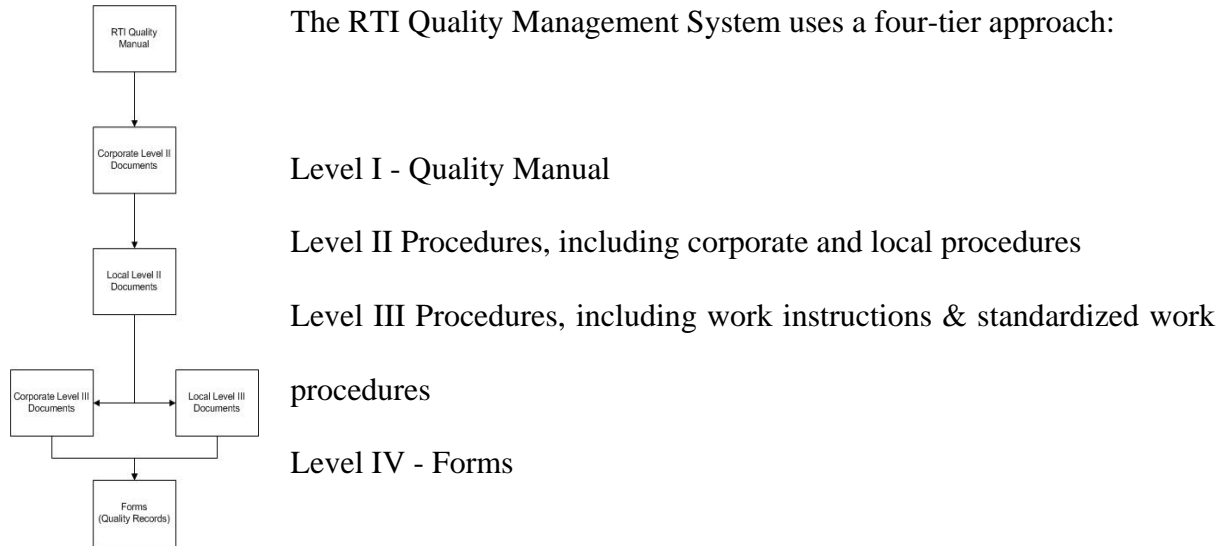 RTI Quality
Manual
Corporate Level II
Documents
Local Level II
Documents
Corporate Level III
Documents
Local Level III
Documents
Forms
(Quality Records)
The RTI Quality Management System uses a four-tier approach:
Level I - Quality Manual
Level II Procedures, including corporate and local procedures
Level III Procedures, including work instructions & standardized work
procedures
Level IV - Forms